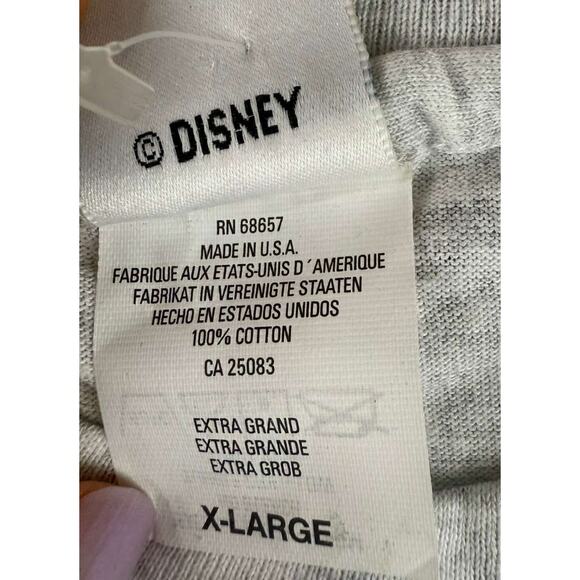 © DISNEY
RN 68657
MADE IN U.S.A.
FABRIQUE AUX ETATS-UNIS D´AMERIQUE
FABRIKAT IN VEREINIGTE STAATEN
HECHO EN ESTADOS UNIDOS
100% COTTON
CA 25083
EXTRA GRAND
EXTRA GRANDE
EXTRA GROB
X-LARGE